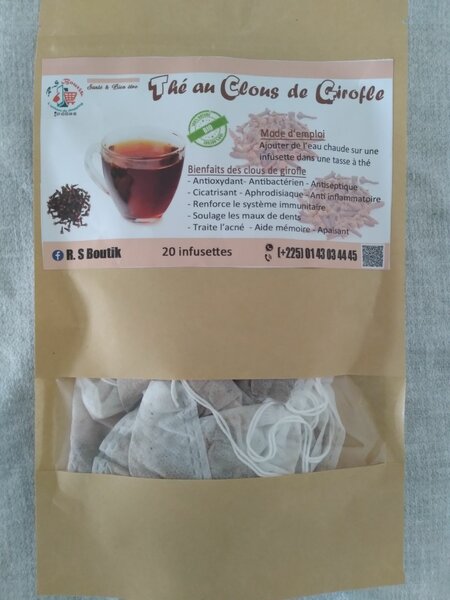 R.S Boutik
Santé & Bien être
Thé au Clous de Girofle
BIO
Mode d'emploi
Ajouter de l'eau chaude sur une
infusette dans une tasse à thé
Bienfaits des clous de girofle
- Antioxydant- Antibactérien - Antiseptique
- Cicatrisant - Aphrodisiaque - Anti inflammatoire
- Renforce le système immunitaire
- Soulage les maux de dents
- Traite l'acné - Aide mémoire - Apaisant
R. S Boutik
20 infusettes
(+225) 01 43 03 44 45